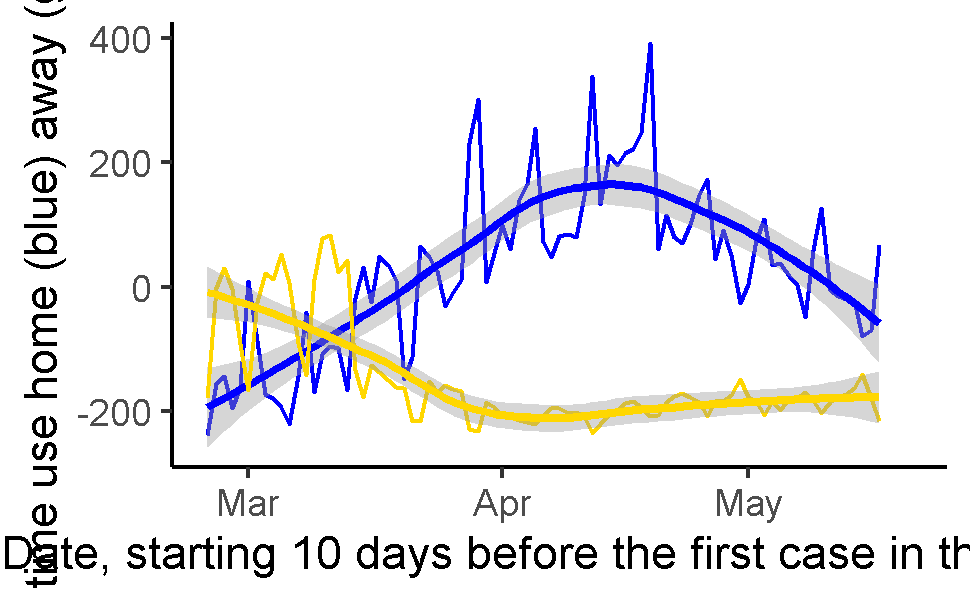 time use home (blue) away (
400
200
0
-200
Mar Apr May
Date, starting 10 days before the first case in th